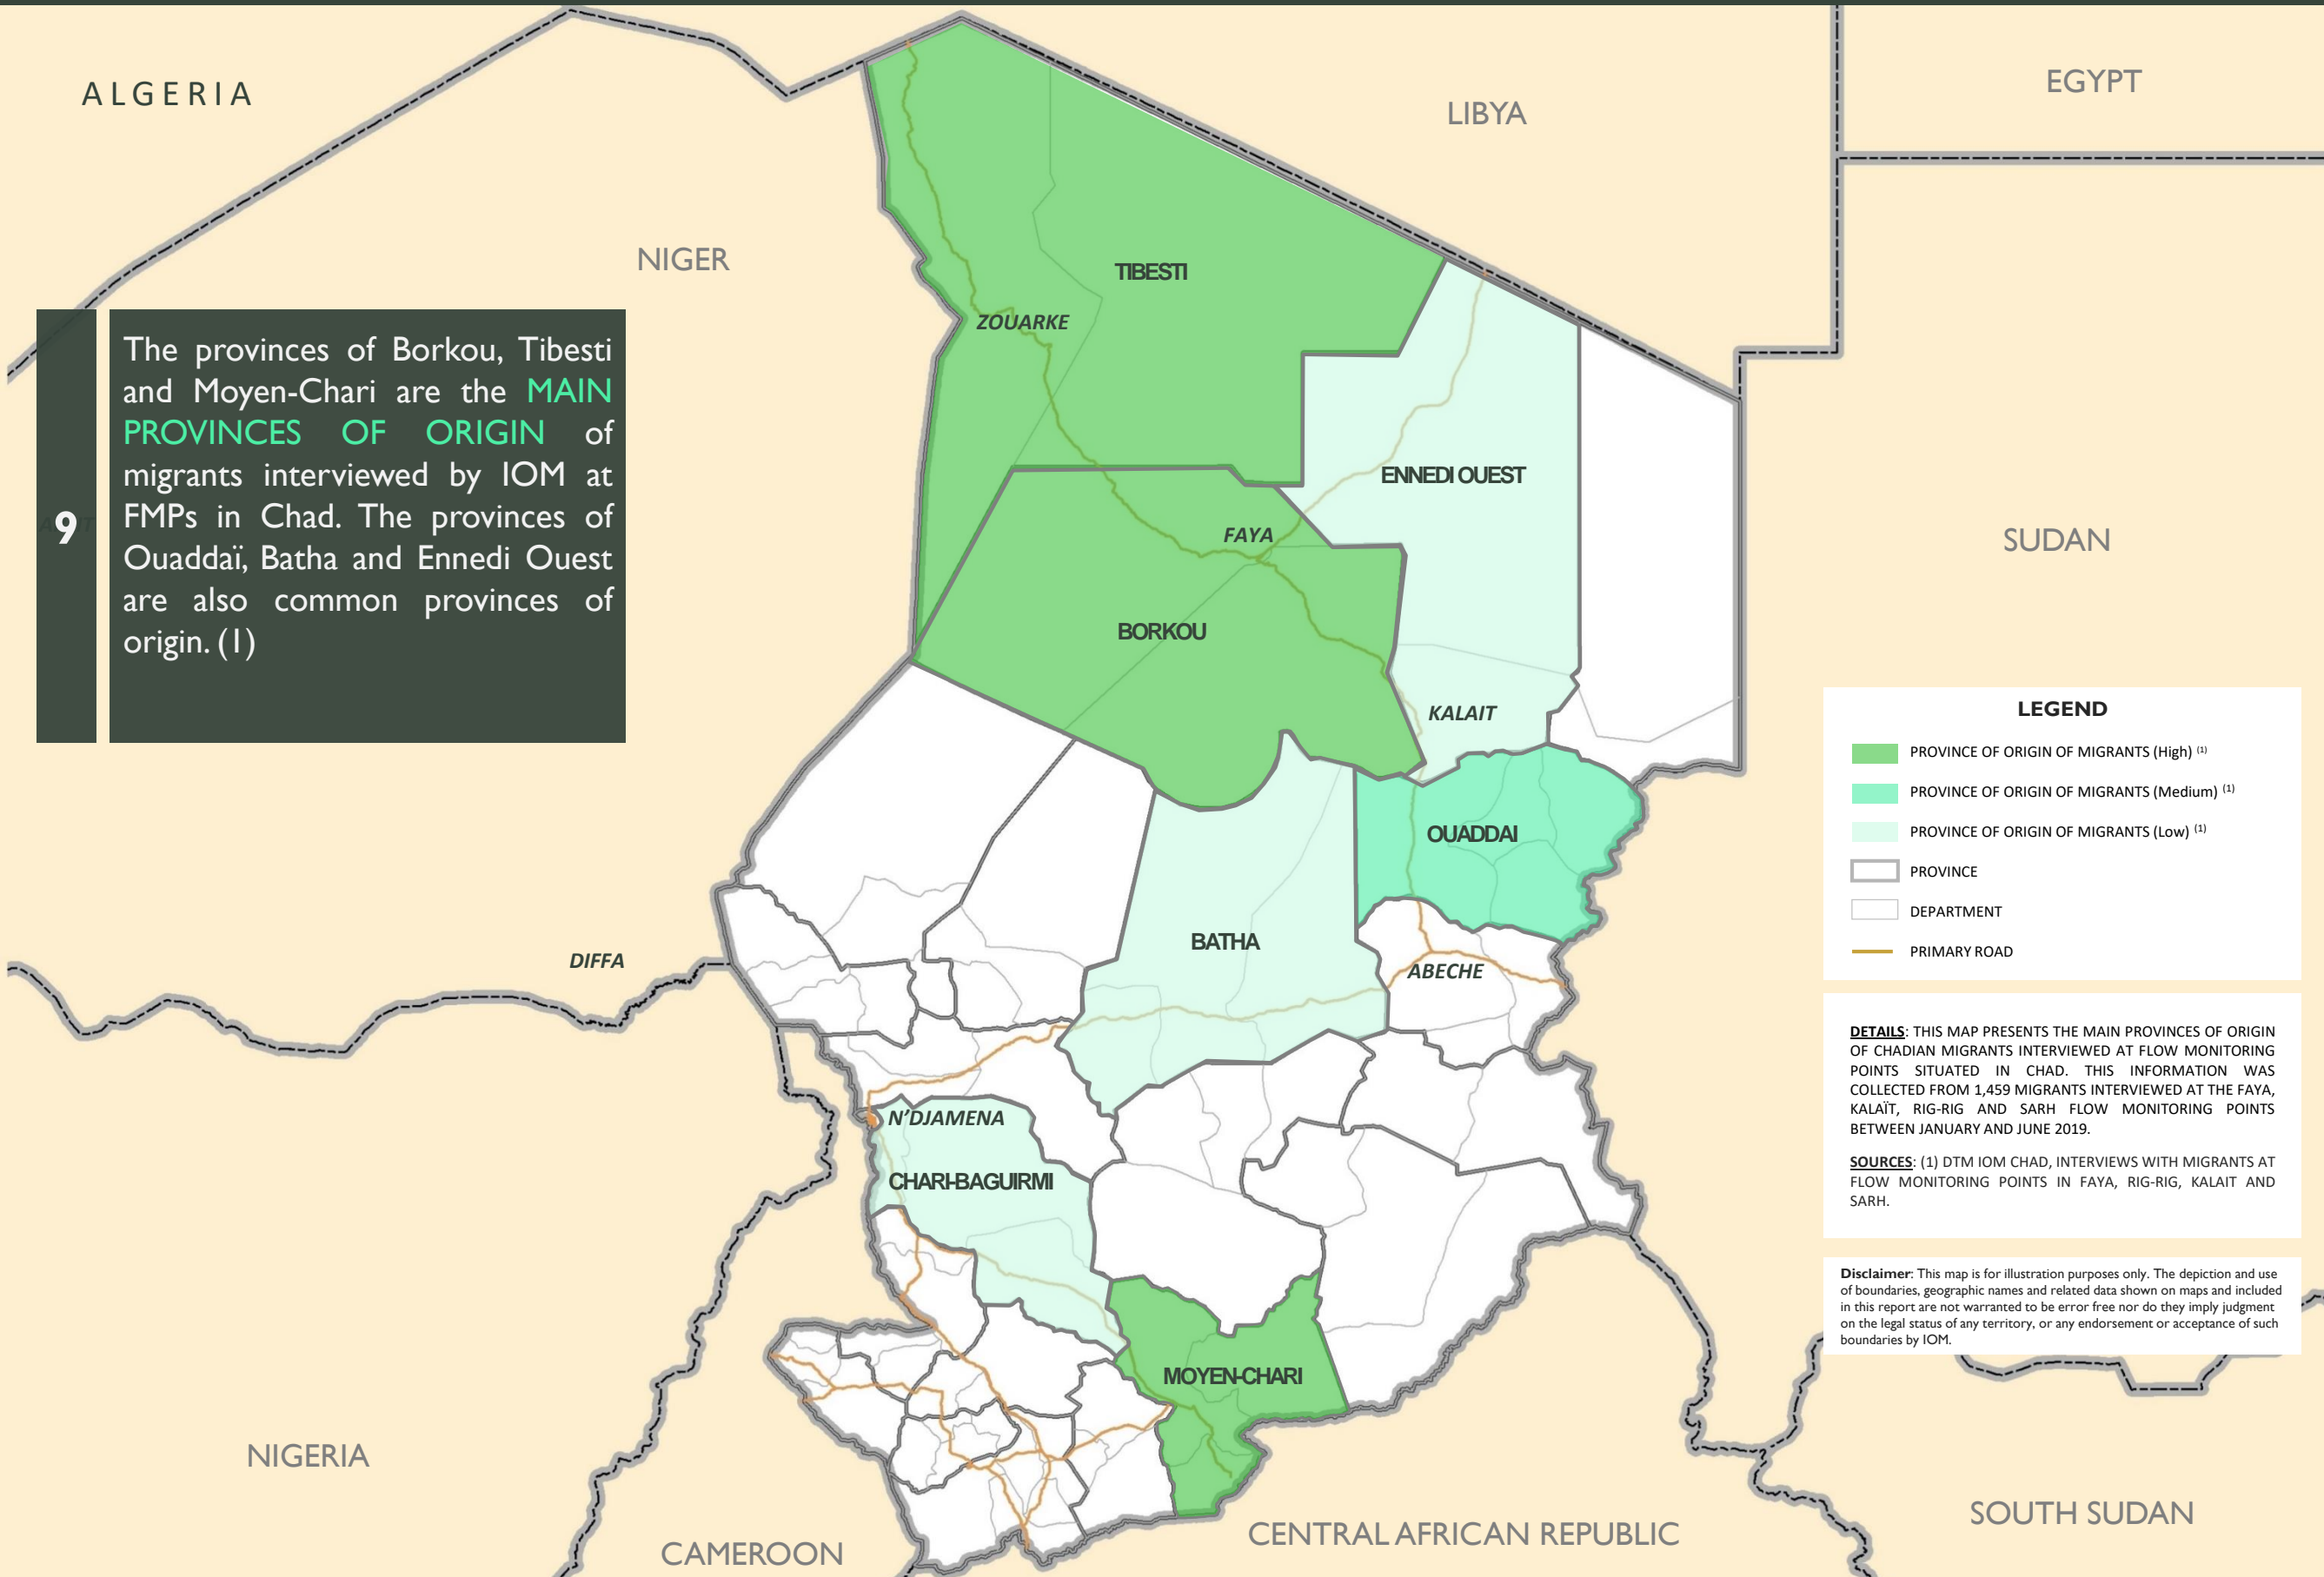 ALGERIA
LIBYA
EGYPT
NIGER
TIBESTI
ZOUARKE
The provinces of Borkou, Tibesti
and Moyen-Chari are the MAIN
PROVINCES OF ORIGIN of
migrants interviewed by IOM at
FMPs in Chad. The provinces of
Ouaddaï, Batha and Ennedi Ouest
are also common provinces of
origin. (1)
9
ENNEDI OUEST
FAYA
SUDAN
BORKOU
KALAIT
OUADDAI
BATHA
ABECHE
DIFFA
N'DJAMENA
CHARI-BAGUIRMI
MOYEN-CHARI
NIGERIA
CAMEROON
CENTRAL AFRICAN REPUBLIC
SOUTH SUDAN
LEGEND
PROVINCE OF ORIGIN OF MIGRANTS (High) (1)
PROVINCE OF ORIGIN OF MIGRANTS (Medium) (1)
PROVINCE OF ORIGIN OF MIGRANTS (Low) (1)
PROVINCE
DEPARTMENT
PRIMARY ROAD
DETAILS: THIS MAP PRESENTS THE MAIN PROVINCES OF ORIGIN
OF CHADIAN MIGRANTS INTERVIEWED AT FLOW MONITORING
POINTS SITUATED IN CHAD. THIS INFORMATION WAS
COLLECTED FROM 1,459 MIGRANTS INTERVIEWED AT THE FAYA,
KALAÏT, RIG-RIG AND SARH FLOW MONITORING POINTS
BETWEEN JANUARY AND JUNE 2019.
SOURCES: (1) DTM IOM CHAD, INTERVIEWS WITH MIGRANTS AT
FLOW MONITORING POINTS IN FAYA, RIG-RIG, KALAIT AND
SARH.
Disclaimer: This map is for illustration purposes only. The depiction and use
of boundaries, geographic names and related data shown on maps and included
in this report are not warranted to be error free nor do they imply judgment
on the legal status of any territory, or any endorsement or acceptance of such
boundaries by IOM.